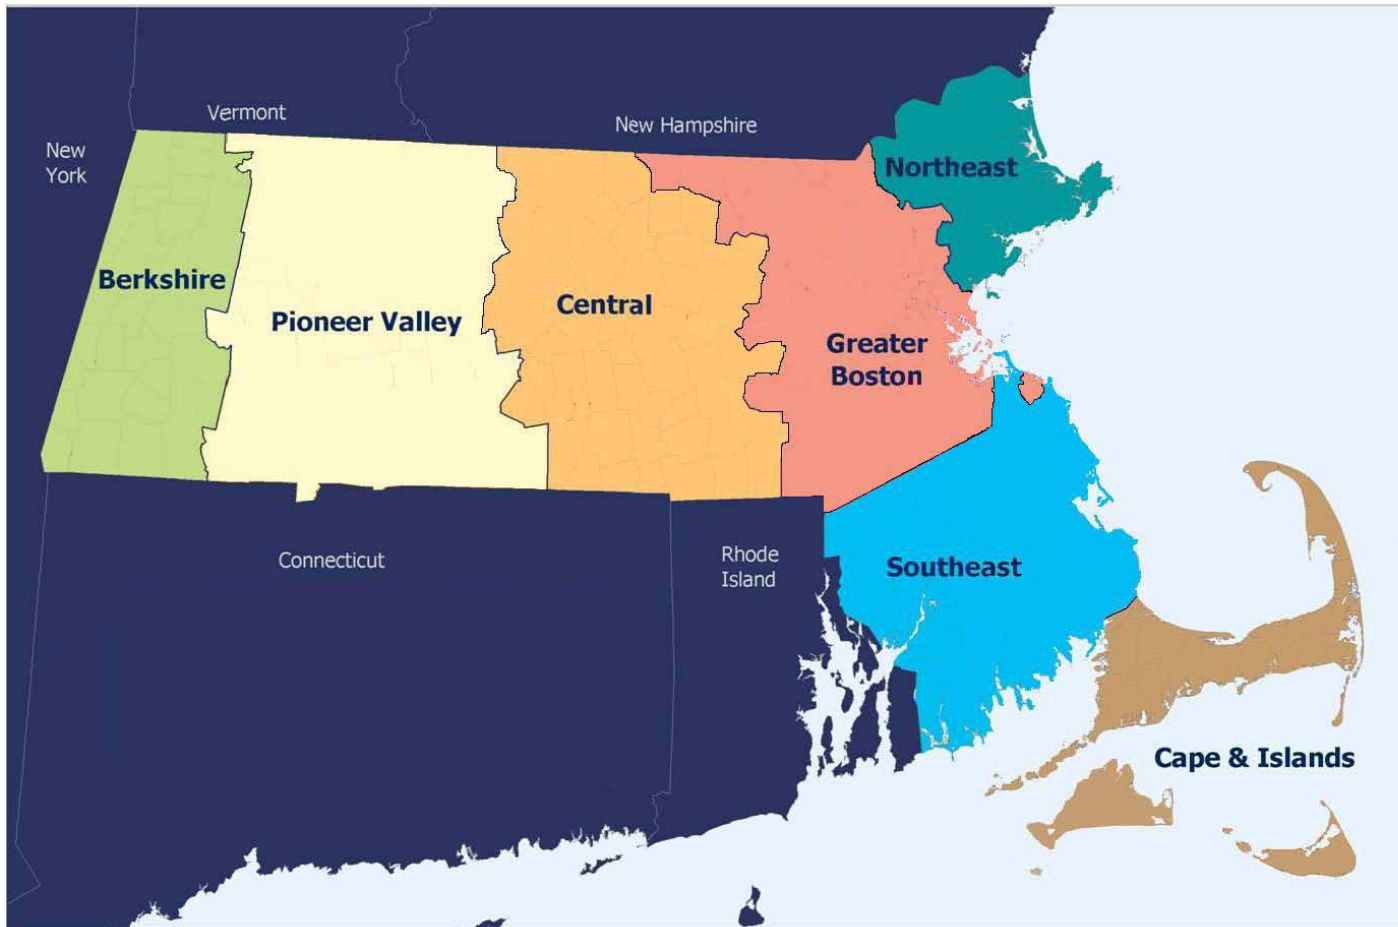 Vermont
New Hampshire
New
York
Northeast
Berkshire
Pioneer Valley
Central
Greater
Boston
Connecticut
Rhode
Island
Southeast
Cape & Islands